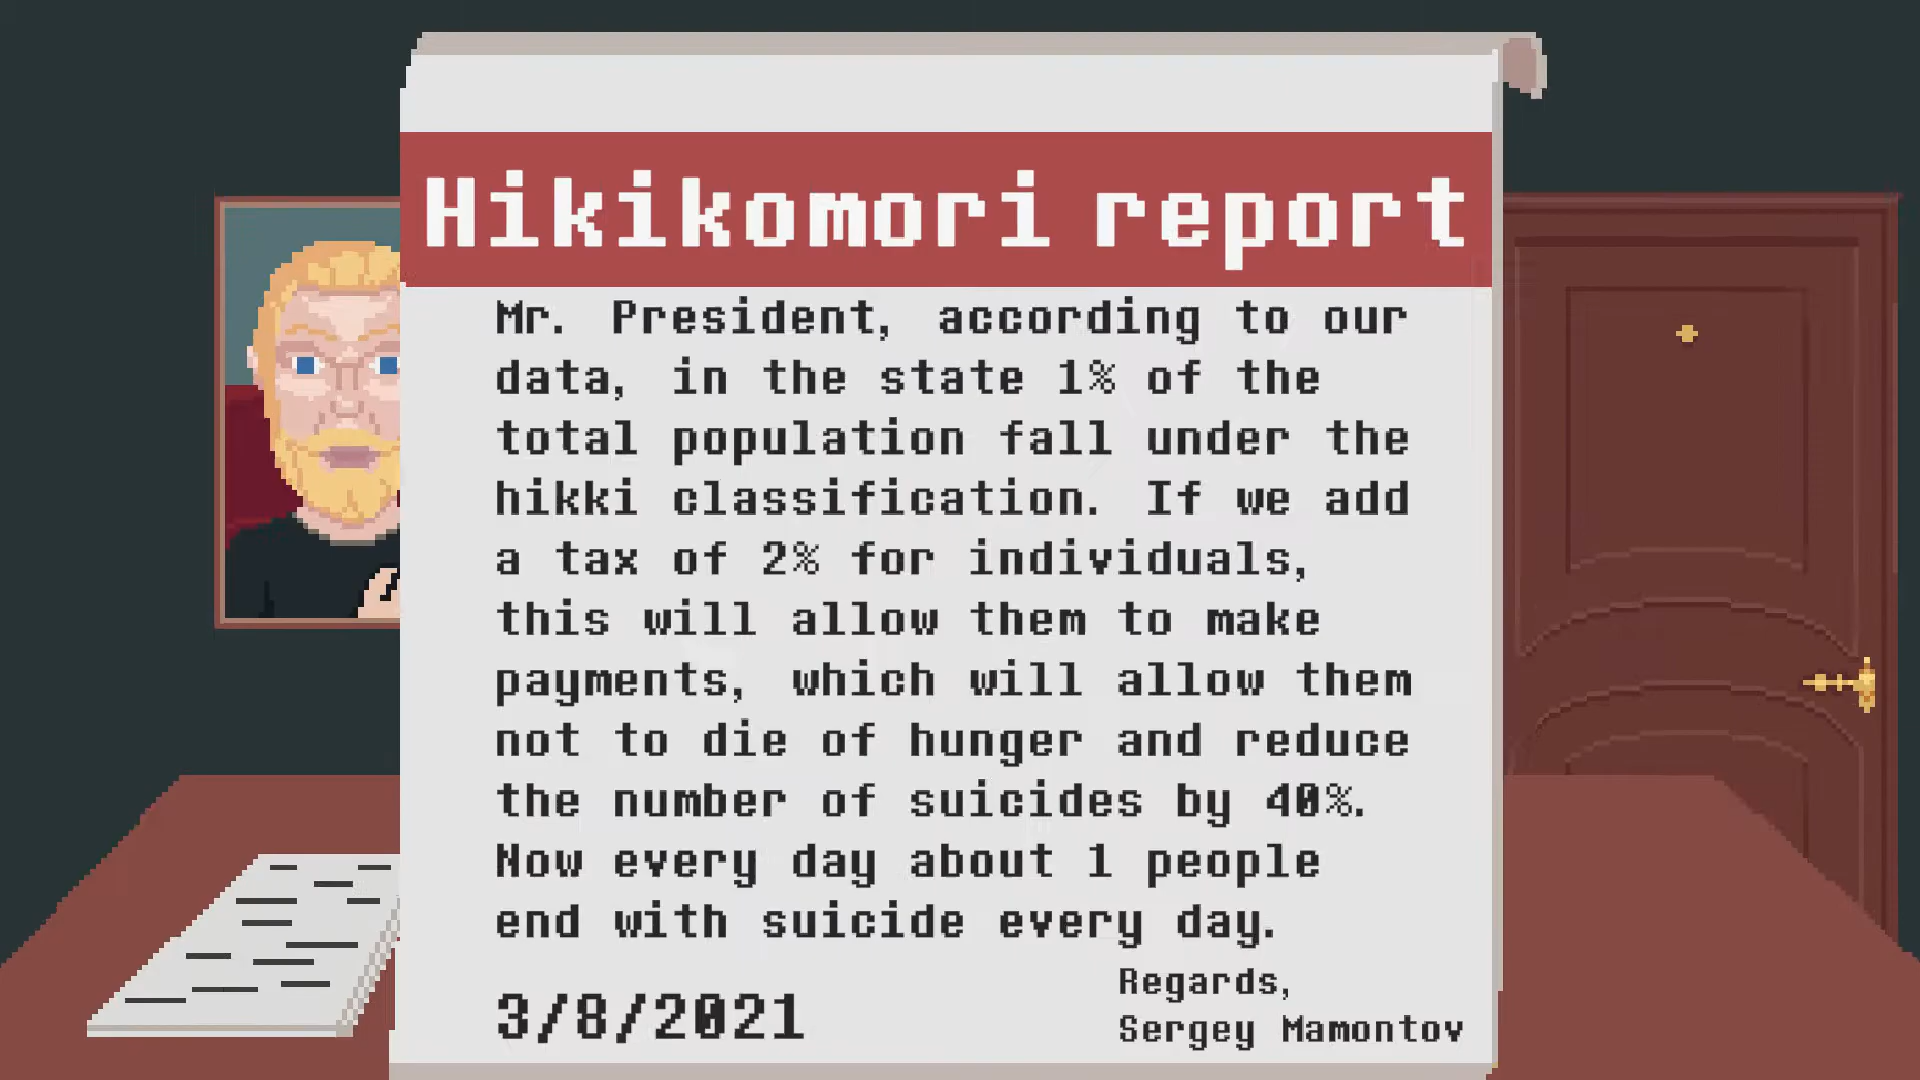 Hikikomori report
Mr. President, according to our
data, in the state 1% of the
total population fall under the
hikki classification. If we add
a tax of 2% for individuals,
this will allow them to make
payments, which will allow them
not to die of hunger and reduce
the number of suicides by 40%.
Now every day about 1 people
end with suicide every day.
3/8/2021
Regards,
Sergey Mamontov